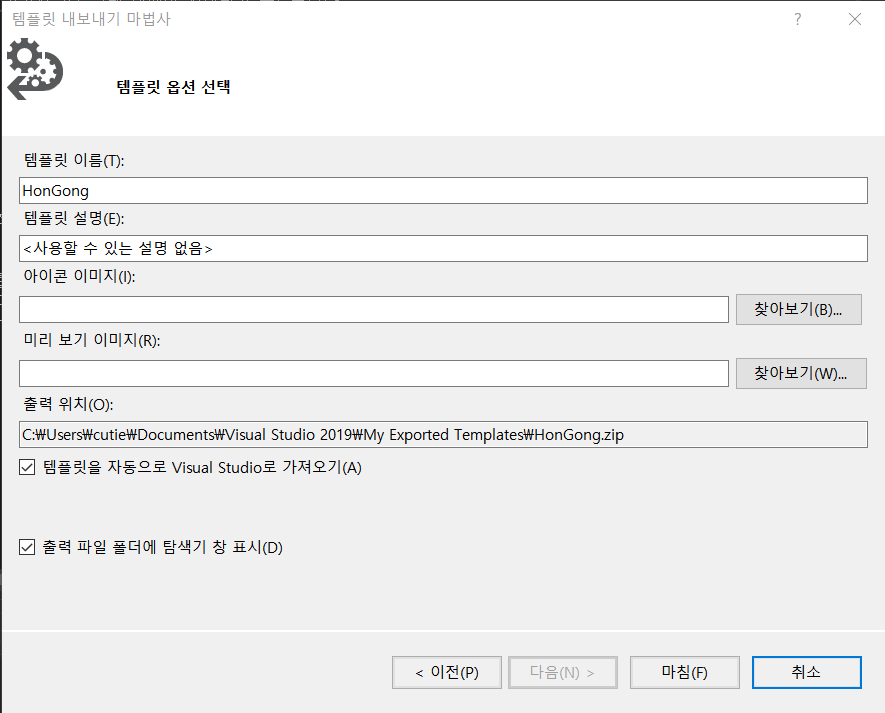 템플릿 내보내기 마법사
?
템플릿 옵션 선택
템플릿 이름(T):
HonGong
템플릿 설명(E):
<사용할 수 있는 설명 없음>
아이콘 이미지(I):
찾아보기(B)...
미리 보기 이미지(R):
찾아보기(W)...
출력 위치(O):
C:₩Users₩cutie₩Documents₩Visual Studio 2019₩My Exported Templates₩HonGong.zip
템플릿을 자동으로 Visual Studio로 가져오기(A)
출력 파일 폴더에 탐색기 창 표시(D)
< 이전(P) 다음(N) > 마침(F) 취소